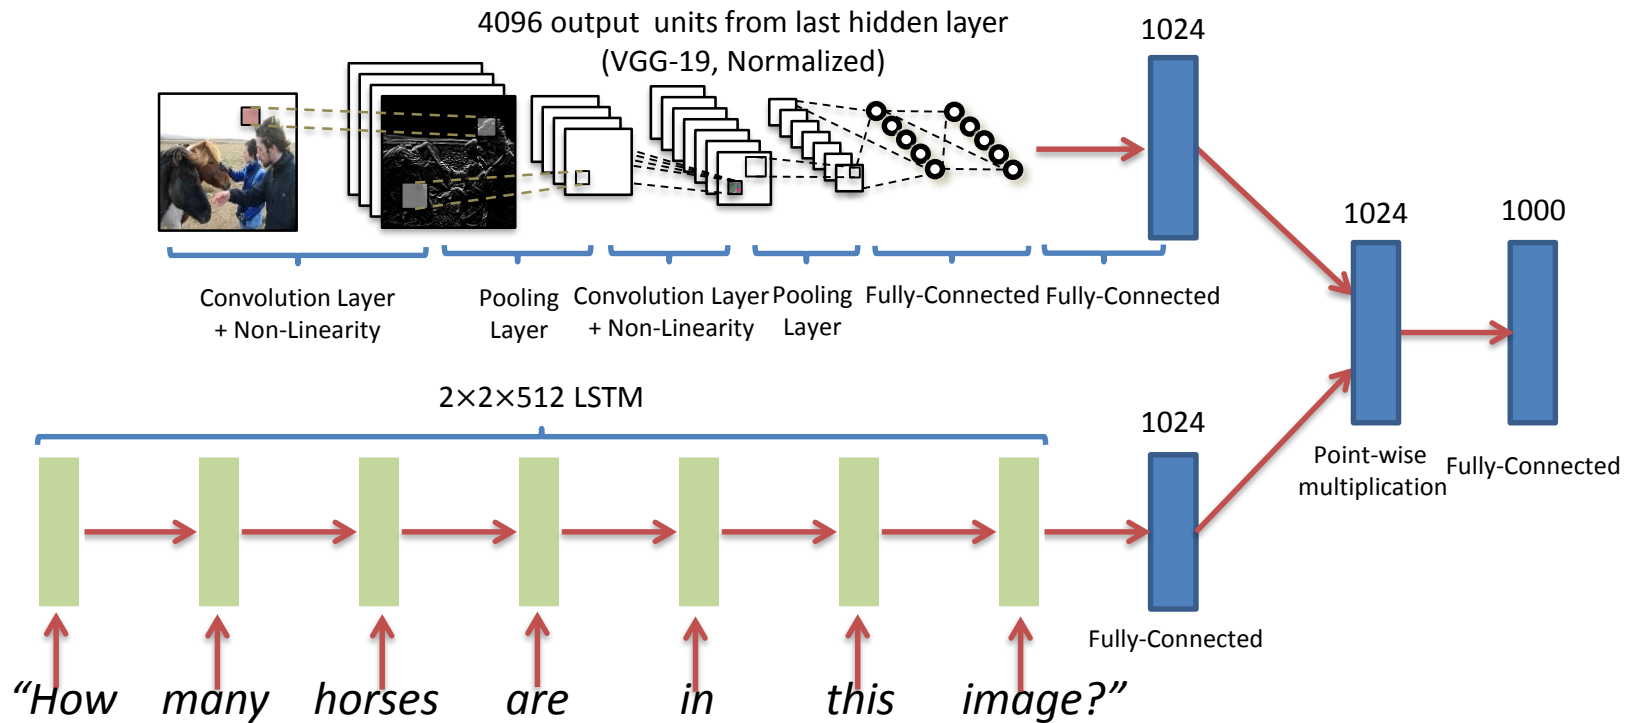 4096 output units from last hidden layer
(VGG-19, Normalized)
1024
Convolution Layer
+ Non-Linearity
Pooling
Layer
Convolution Layer
+ Non-Linearity
Pooling
Layer
Fully-Connected
Fully-Connected
1024
1000
2×2×512 LSTM
1024
Point-wise
multiplication
Fully-Connected
Fully-Connected
“How many horses are in this image?”